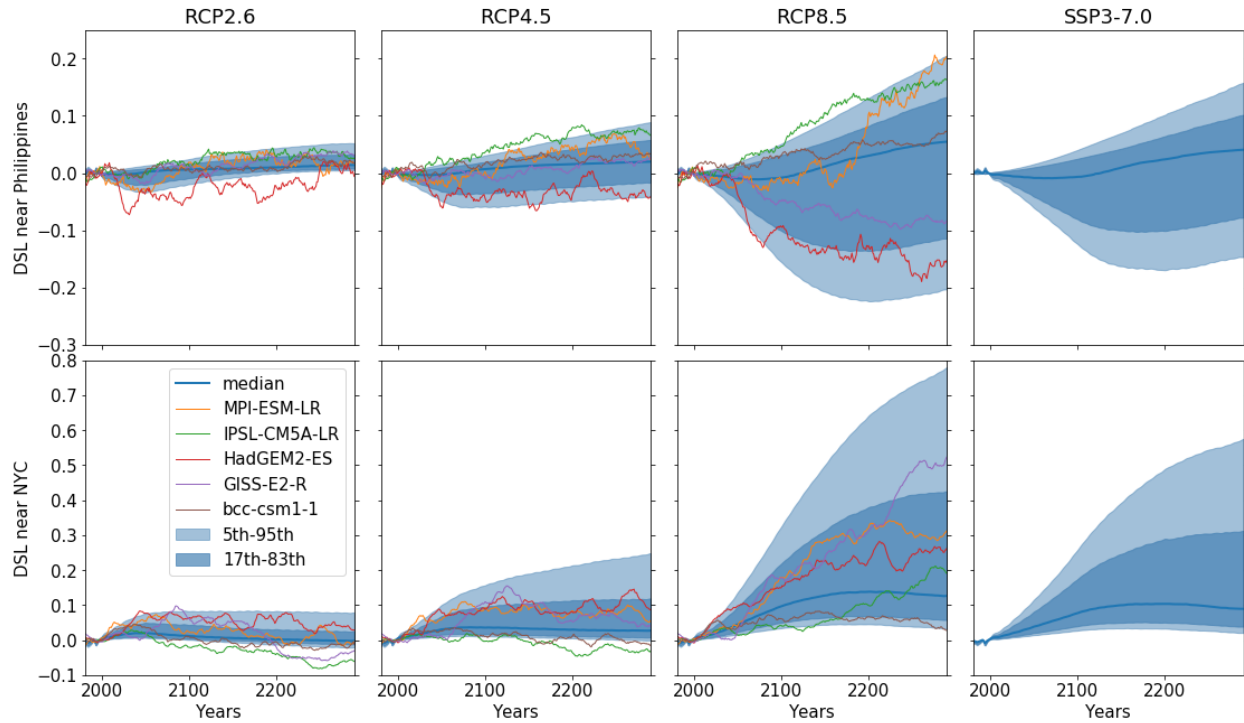 RCP2.6 RCP4.5 RCP8.5 SSP3-7.0
DSL near Philippines
0.2
0.1
0.0
−0.1
−0.2
−0.3
DSL near NYC
0.8
0.7
0.6
0.5
0.4
0.3
0.2
0.1
0.0
−0.1
median
MPI-ESM-LR
IPSL-CM5A-LR
HadGEM2-ES
GISS-E2-R
bcc-csm1-1
5th-95th
17th-83th
2000 2100 2200 2000 2100 2200 2000 2100 2200 2000 2100 2200
Years Years Years Years